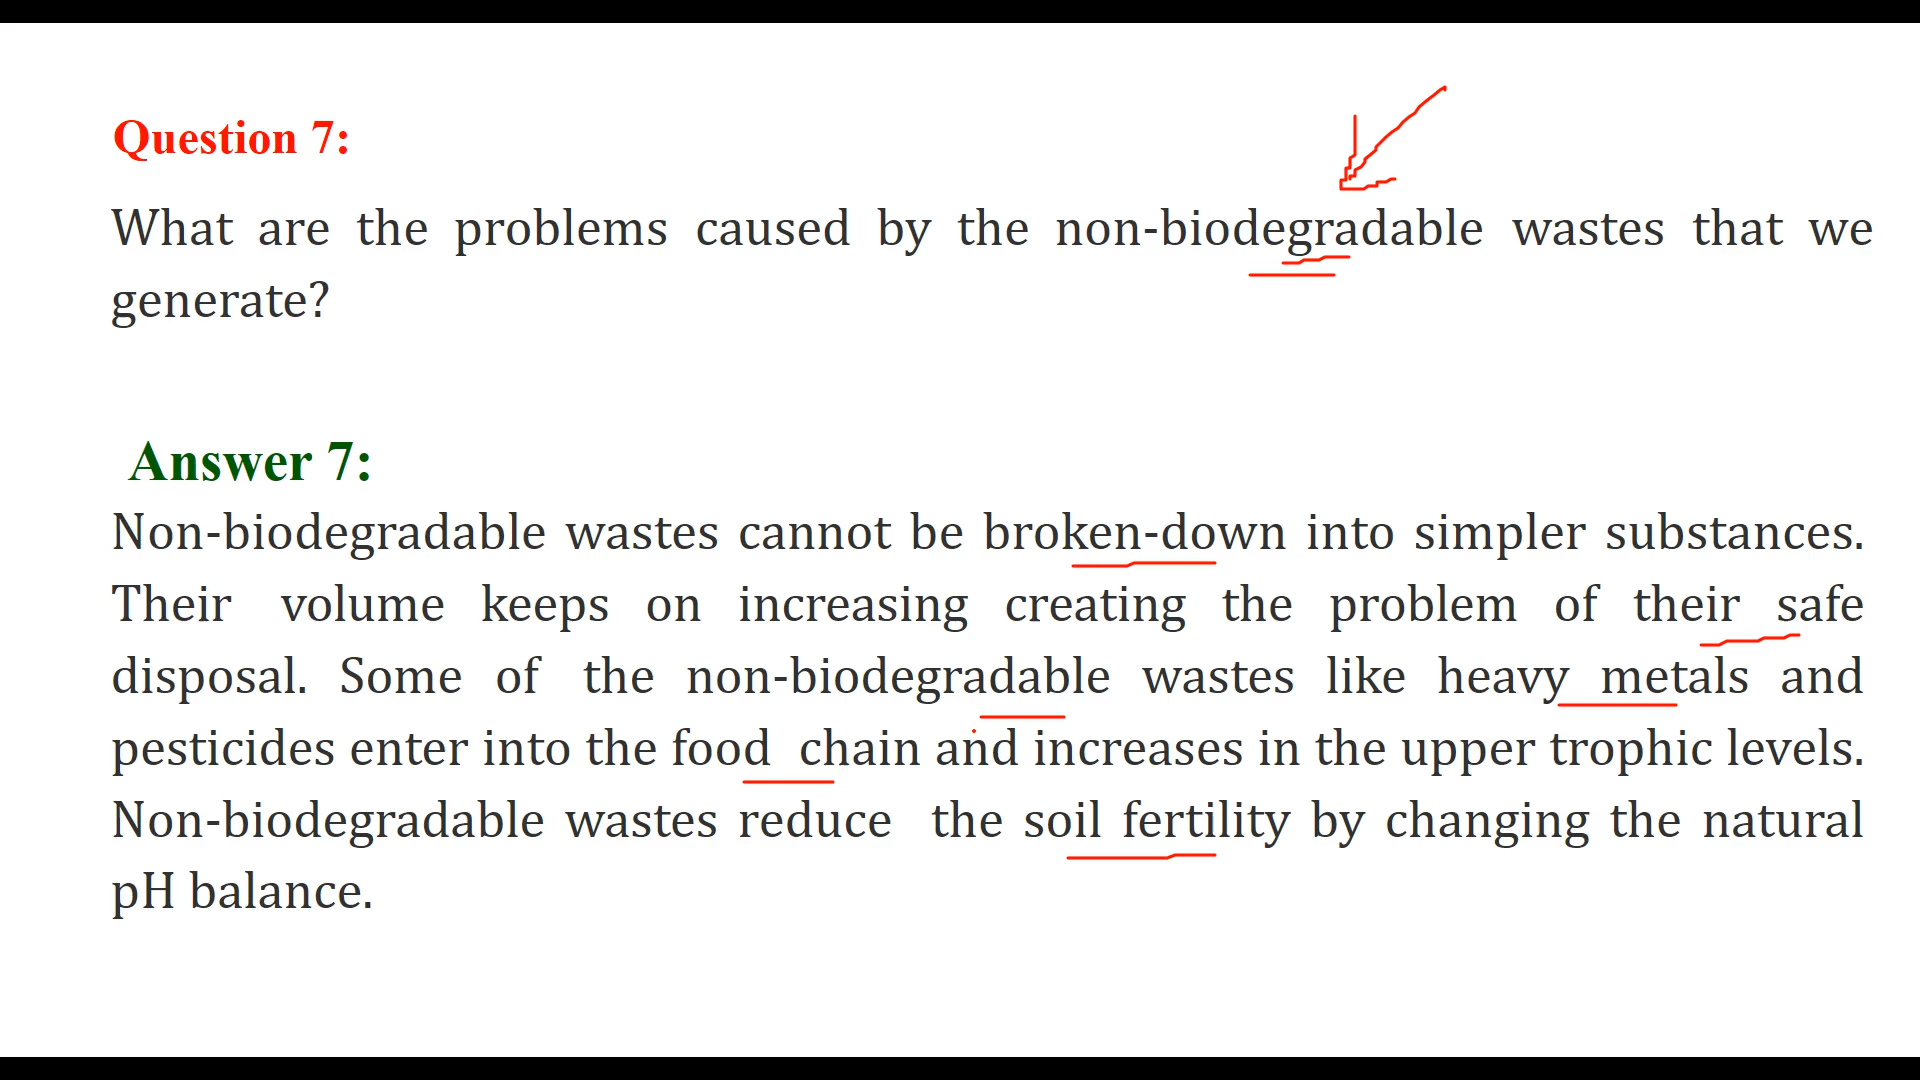 Question 7:
What are the problems caused by the non-biodegradable wastes that we
generate?
Answer 7:
Non-biodegradable wastes cannot be broken-down into simpler substances.
Their volume keeps on increasing creating the problem of their safe
disposal. Some of the non-biodegradable wastes like heavy metals and
pesticides enter into the food chain and increases in the upper trophic levels.
Non-biodegradable wastes reduce the soil fertility by changing the natural
pH balance.